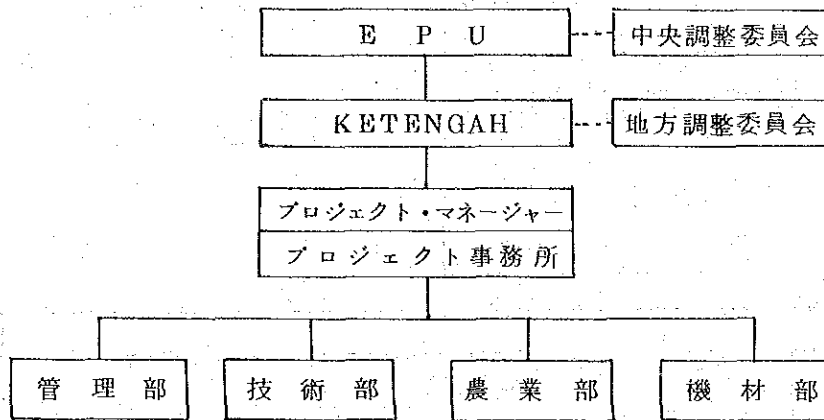 E P U
中央調整委員会
KETENGAH
地方調整委員会
プロジェクト・マネージャー
プロジェクト事務所
管理部
技術部
農業部
機材部